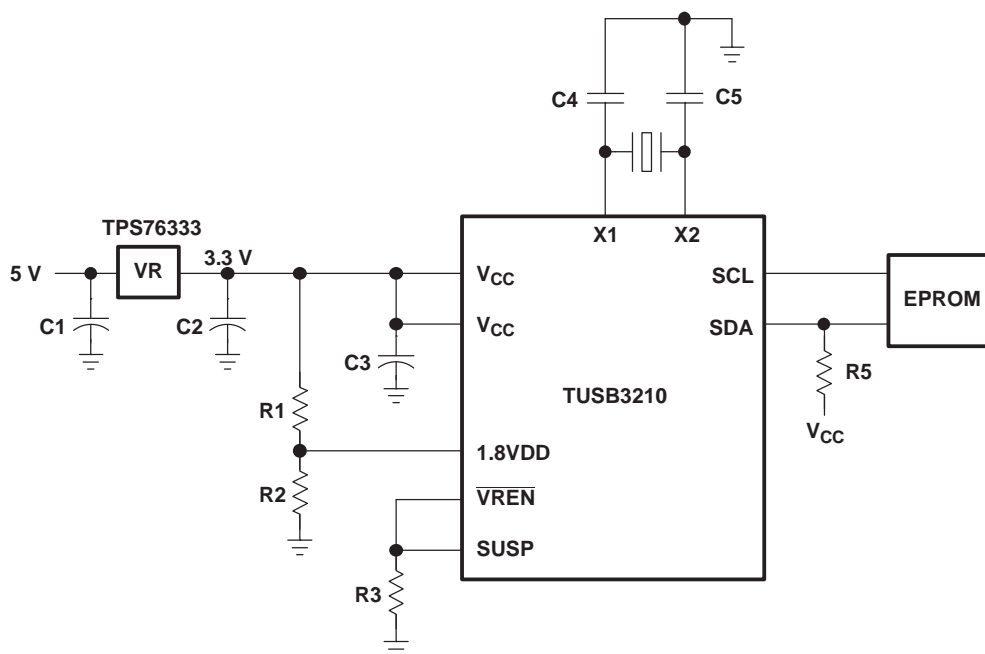 C4
C5
TPS76333
X1
X2
5 V
VR
3.3 V
VCC
SCL
EPROM
C1
C2
VCC
SDA
C3
R5
R1
TUSB3210
VCC
1.8VDD
R2
VREN
SUSP
R3